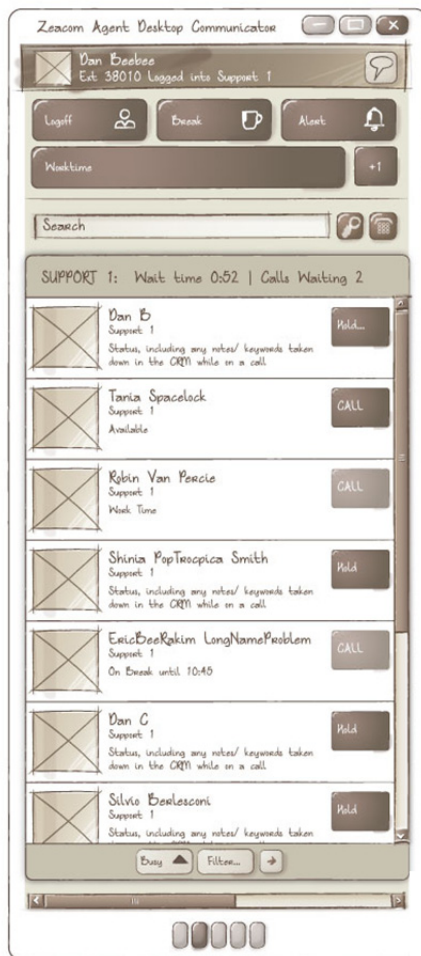 Zeacom Agent Desktop Communicator
Dan Beebee
Ext 38010 Logged into Support 1
Logoff
Break
Alert
Worktime
+1
Search
SUPPORT 1: Wait time 0:52 | Calls Waiting 2
Dan B
Support 1
Status, including any notes/ keywords taken
down in the CRM while on a call
Hold...
Tania Spacelock
Support 1
Available
CALL
Robin Van Percie
Support 1
Work Time
CALL
Shinia PopTrocpica Smith
Support 1
Status, including any notes/ keywords taken
down in the CRM while on a call
Hold
EricBeeRakim LongNameProblem
Support 1
On Break until 10:45
CALL
Dan C
Support 1
Status, including any notes/ keywords taken
down in the CRM while on a call
Hold
Silvio Berlesconi
Support 1
Status, including any notes/ keywords taken
Hold
Busy
Filter...